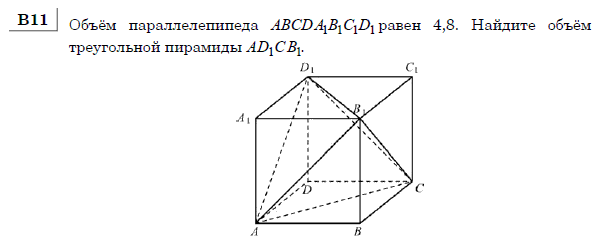 B11 Объём параллелепипеда ABCDA₁B₁C₁D₁ равен 4,8. Найдите объём
треугольной пирамиды AD₁CB₁.
D₁ C₁
A₁ B₁
D C
A B